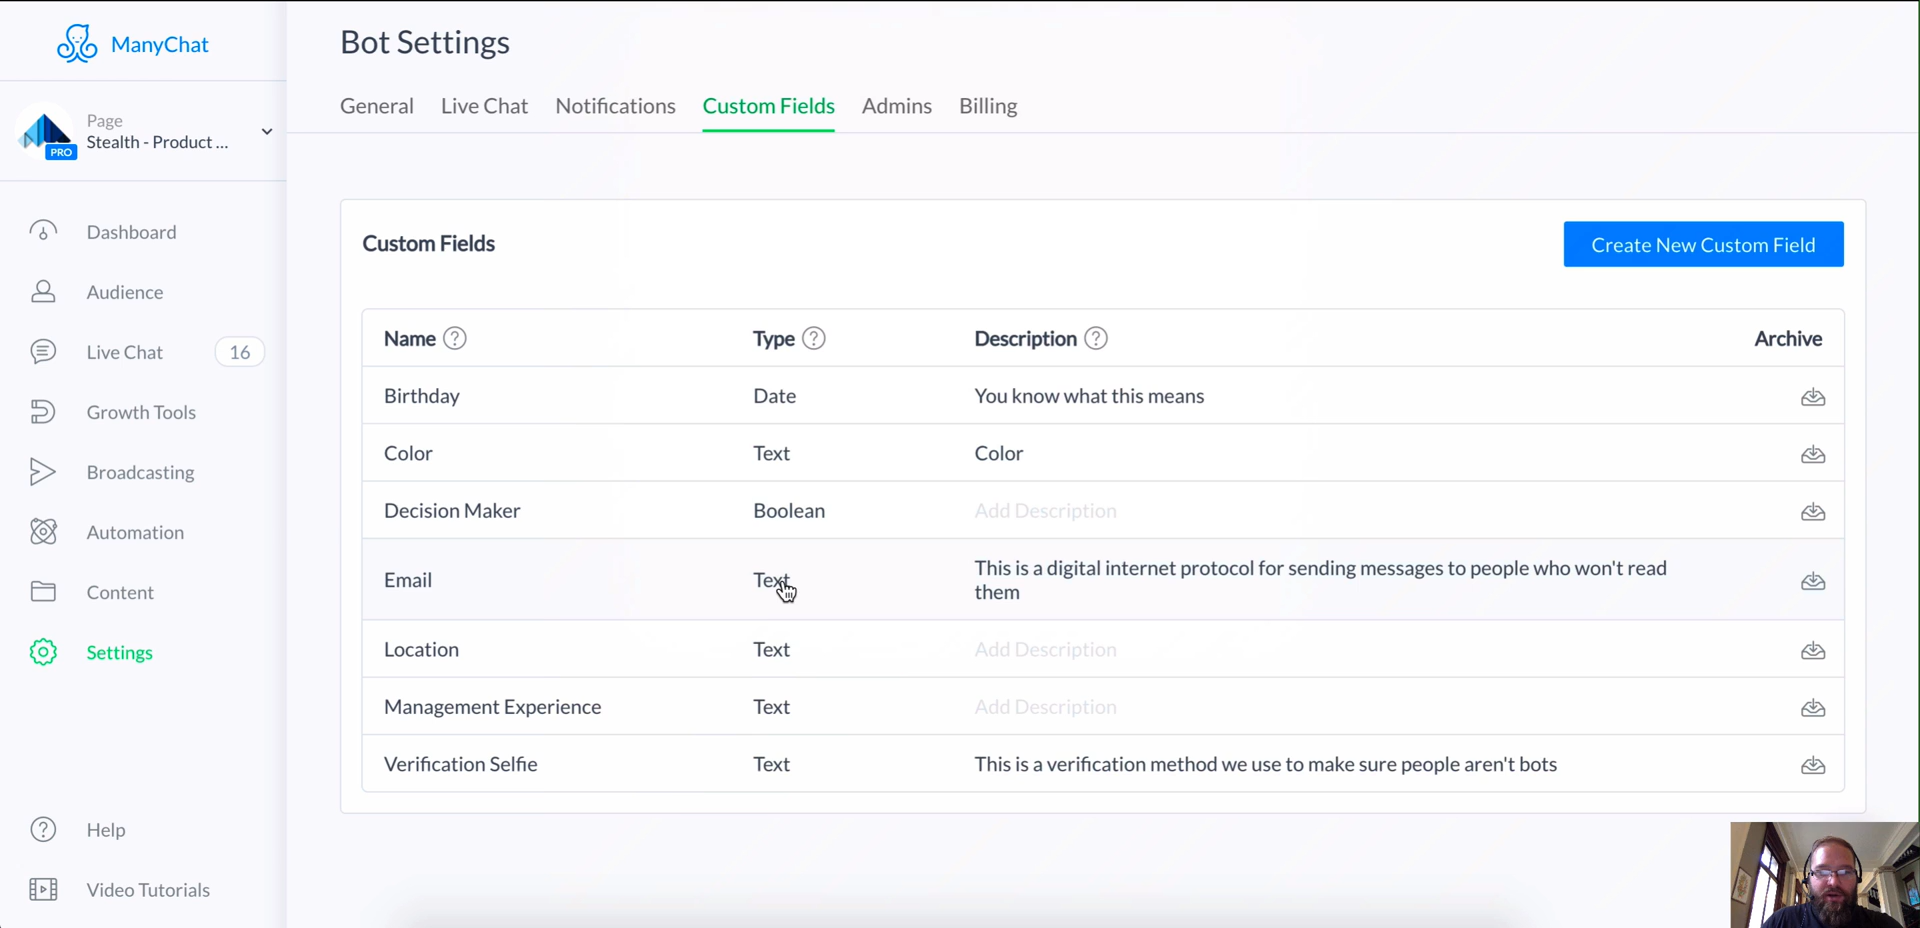 ManyChat
Page
Stealth - Product ...
PRO
Dashboard
Audience
Live Chat 16
Growth Tools
Broadcasting
Automation
Content
Settings
Help
Video Tutorials
Bot Settings
General Live Chat Notifications Custom Fields Admins Billing
Custom Fields
Create New Custom Field
Name ? Type ? Description ? Archive
Birthday Date You know what this means
Color Text Color
Decision Maker Boolean Add Description
Email Text This is a digital internet protocol for sending messages to people who won't read
them
Location Text Add Description
Management Experience Text Add Description
Verification Selfie Text This is a verification method we use to make sure people aren't bots